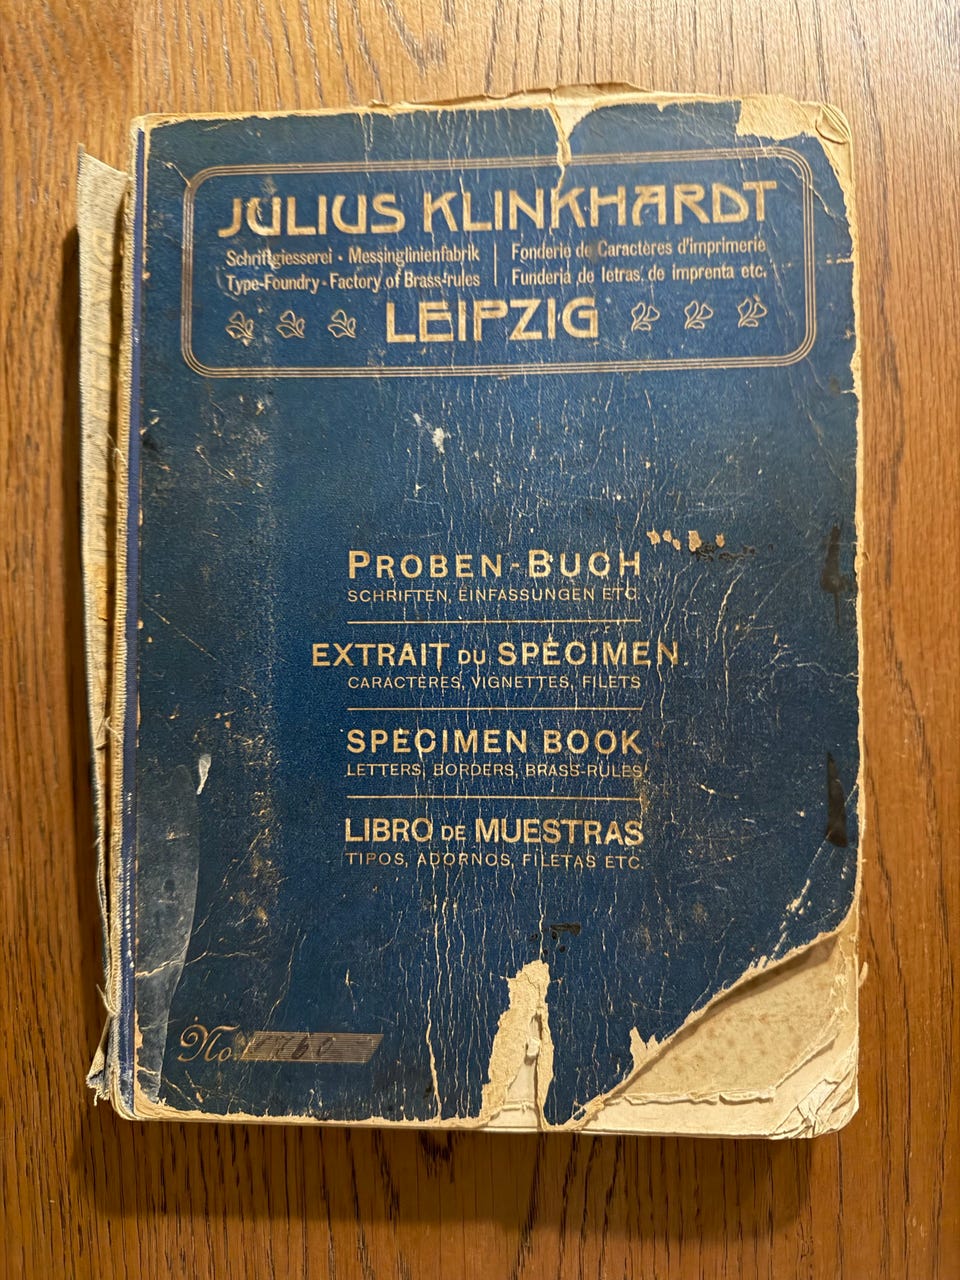 JULIUS KLINKHARDT
Schriftgiesserei · Messinglinienfabrik
Type-Foundry · Factory of Brass-rules
Fonderie de Caractères d'imprimerie
Funderia de letras de imprenta etc.
LEIPZIG
PROBEN-BUCH
SCHRIFTEN, EINFASSUNGEN ETC.
EXTRAIT DU SPÉCIMEN
CARACTÈRES, VIGNETTES, FILETS
SPECIMEN BOOK
LETTERS, BORDERS, BRASS-RULES
LIBRO DE MUESTRAS
TIPOS, ADORNOS, FILETAS ETC.
No.